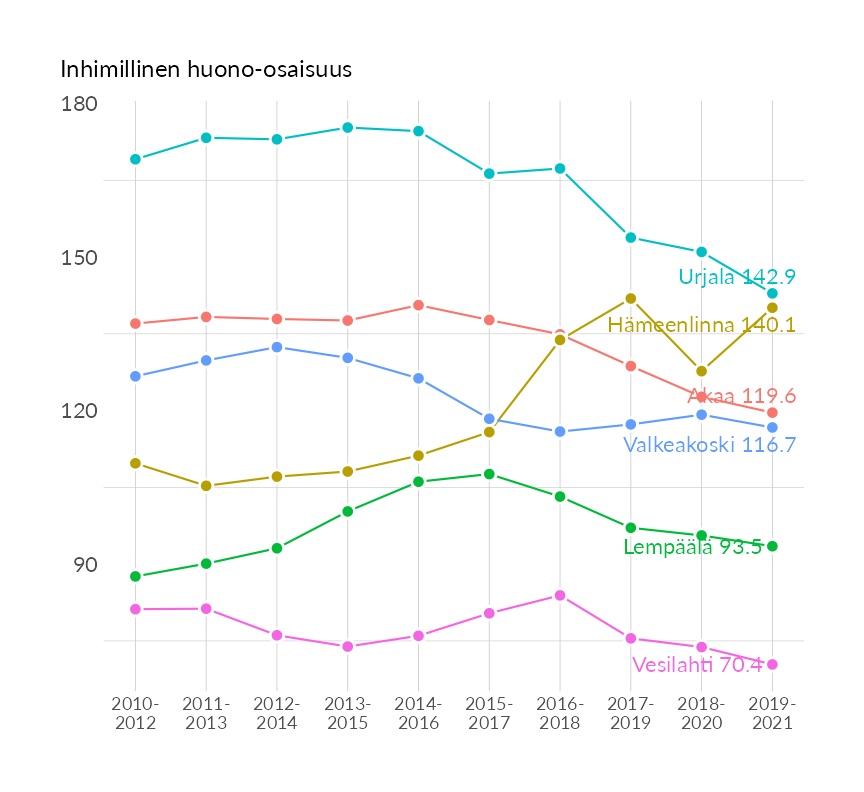 Inhimillinen huono-osaisuus
180
150
120
90
Urjala 142.9
Hämeenlinna 140.1
Akaa 119.6
Valkeakoski 116.7
Lempäälä 93.5
Vesilahti 70.4
2010- 2011- 2012- 2013- 2014- 2015- 2016- 2017- 2018- 2019-
2012 2013 2014 2015 2016 2017 2018 2019 2020 2021